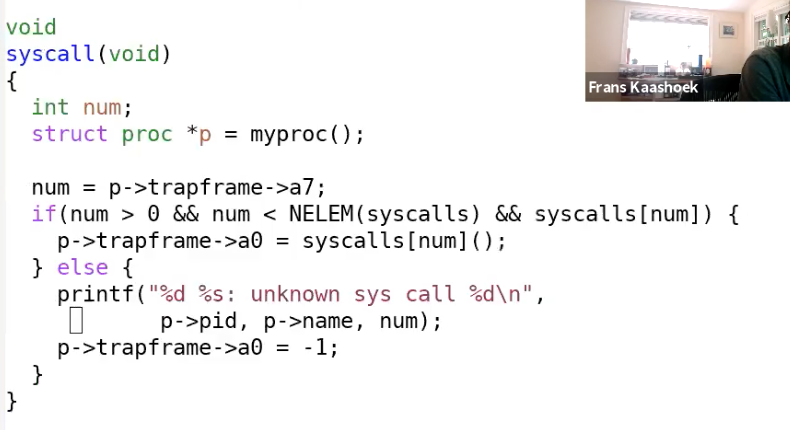 void
syscall(void)
{
  int num;
  struct proc *p = myproc();

  num = p->trapframe->a7;
  if(num > 0 && num < NELEM(syscalls) && syscalls[num]) {
    p->trapframe->a0 = syscalls[num]();
  } else {
    printf("%d %s: unknown sys call %d\n",
            p->pid, p->name, num);
    p->trapframe->a0 = -1;
  }
}
Frans Kaashoek